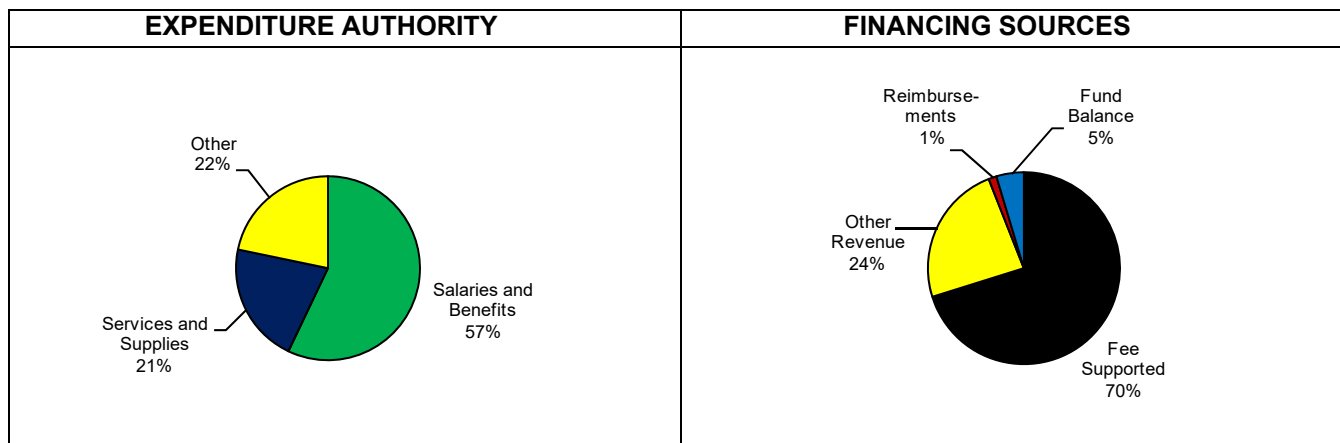 EXPENDITURE AUTHORITY
Other
22%
Services and
Supplies
21%
Salaries and
Benefits
57%
FINANCING SOURCES
Reimburse-
ments
1%
Fund
Balance
5%
Other
Revenue
24%
Fee
Supported
70%